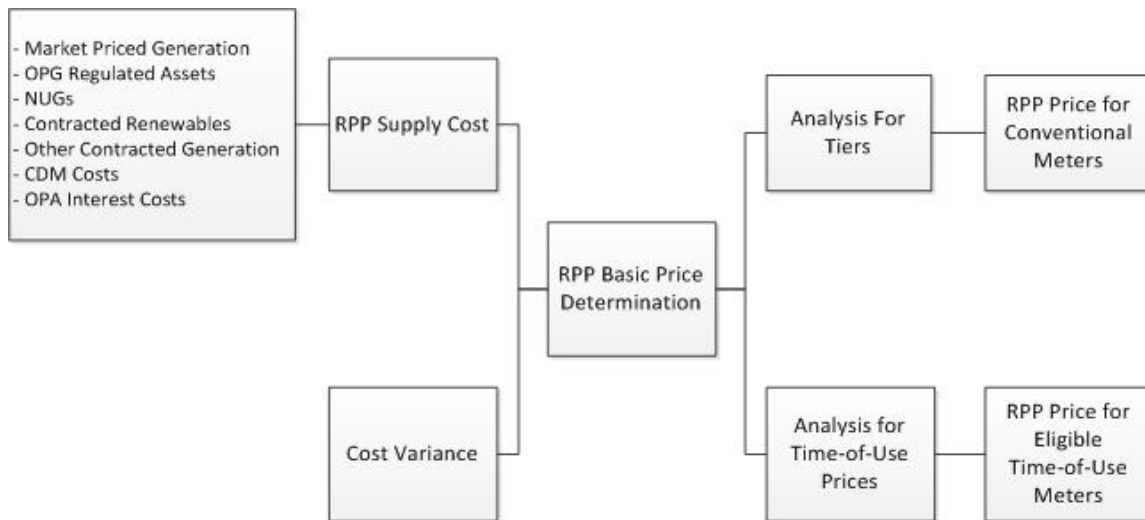 - Market Priced Generation
- OPG Regulated Assets
- NUGs
- Contracted Renewables
- Other Contracted Generation
- CDM Costs
- OPA Interest Costs
RPP Supply Cost
Cost Variance
RPP Basic Price
Determination
Analysis For
Tiers
RPP Price for
Conventional
Meters
Analysis for
Time-of-Use
Prices
RPP Price for
Eligible
Time-of-Use
Meters